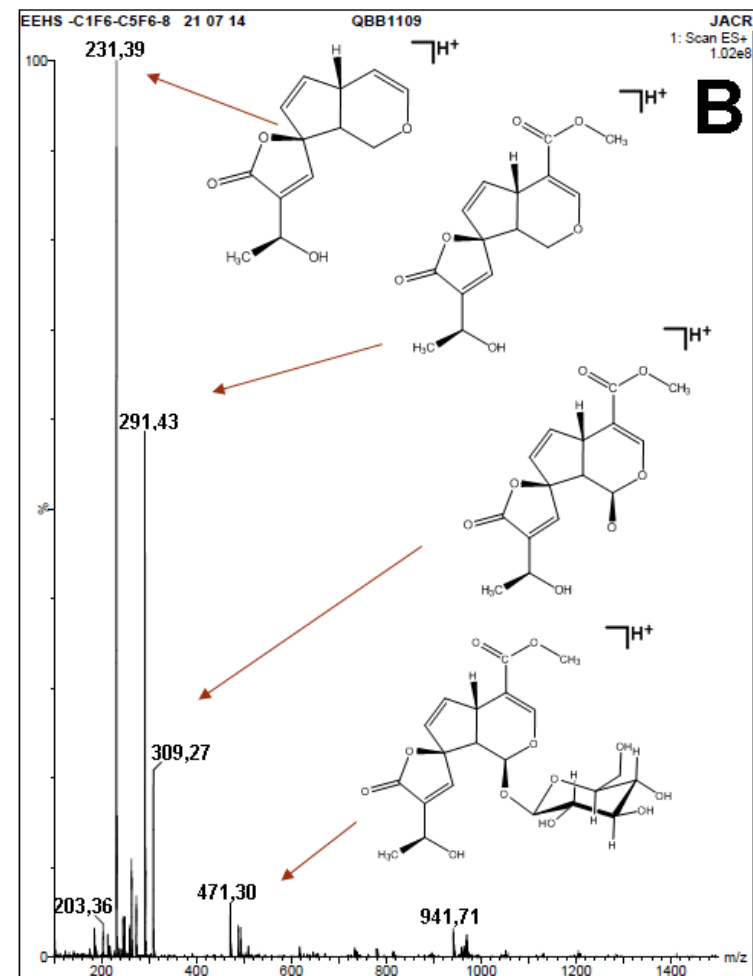 EEHS -C1F6-C5F6-8 21 07 14 QBB1109 JACR
1: Scan ES+
1.02e8
B
100
%
0
231,39
291,43
309,27
203,36
471,30
941,71
200 400 600 800 1000 1200 1400 m/z
H+
H
O
O
O
H3C
OH
H+
O
O
CH3
C
H
O
O
O
H3C
OH
H+
O
O
CH3
C
H
O
O
O
O
H3C
OH
H+
O
O
CH3
C
H
O
O
O
O
H3C
OH
O
H
OH
H
OH
HO
H
OH
H